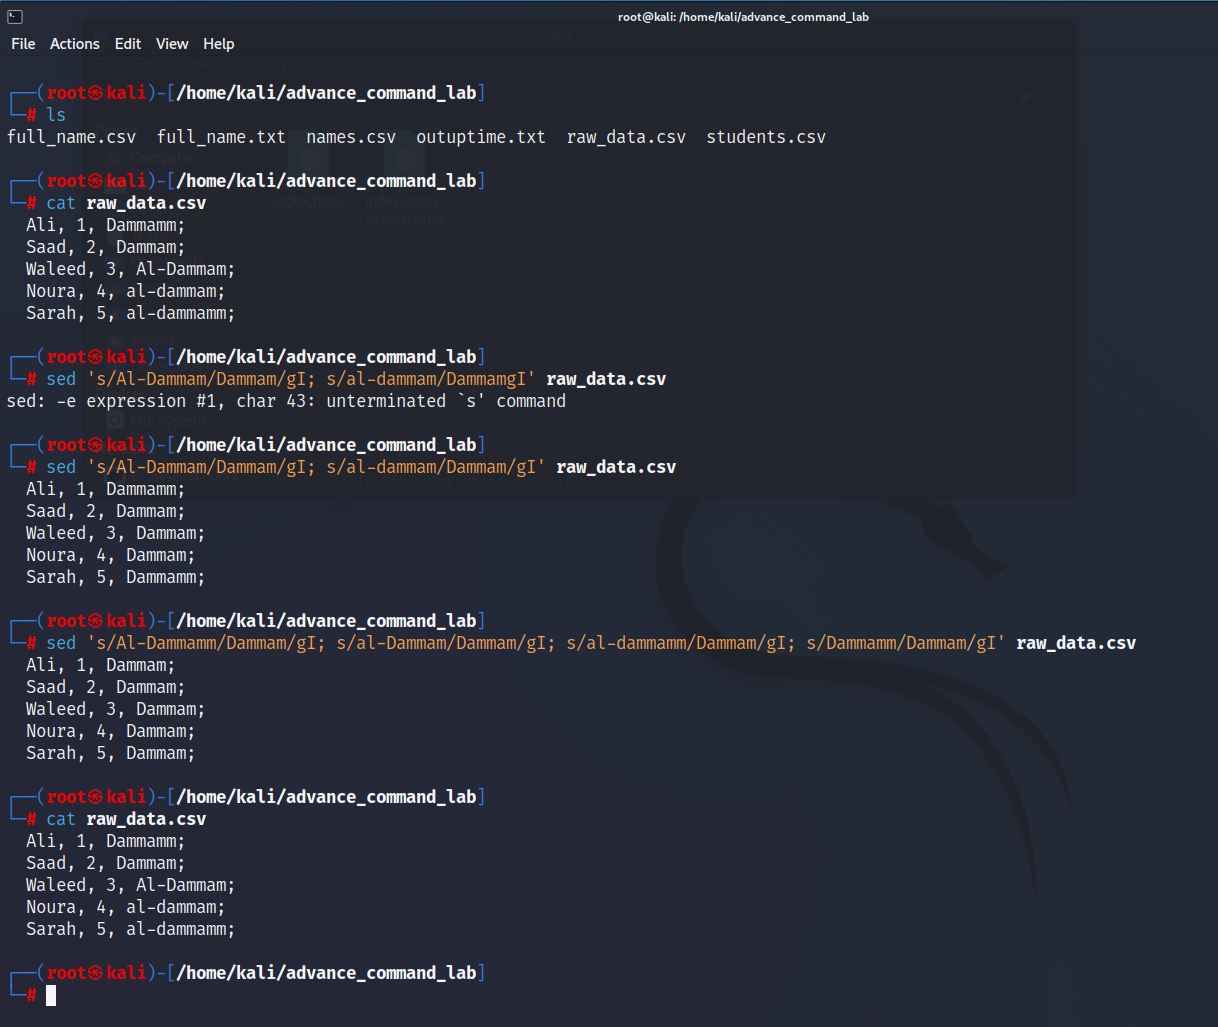 root@kali: /home/kali/advance_command_lab
File Actions Edit View Help
┌──(root㉿kali)-[/home/kali/advance_command_lab]
└─# ls
full_name.csv full_name.txt names.csv outuptime.txt raw_data.csv students.csv
┌──(root㉿kali)-[/home/kali/advance_command_lab]
└─# cat raw_data.csv
Ali, 1, Dammamm;
Saad, 2, Dammam;
Waleed, 3, Al-Dammam;
Noura, 4, al-dammam;
Sarah, 5, al-dammamm;
┌──(root㉿kali)-[/home/kali/advance_command_lab]
└─# sed 's/Al-Dammam/Dammam/gI; s/al-dammam/DammamgI' raw_data.csv
sed: -e expression #1, char 43: unterminated `s' command
┌──(root㉿kali)-[/home/kali/advance_command_lab]
└─# sed 's/Al-Dammam/Dammam/gI; s/al-dammam/Dammam/gI' raw_data.csv
Ali, 1, Dammamm;
Saad, 2, Dammam;
Waleed, 3, Dammam;
Noura, 4, Dammam;
Sarah, 5, Dammamm;
┌──(root㉿kali)-[/home/kali/advance_command_lab]
└─# sed 's/Al-Dammamm/Dammam/gI; s/al-Dammam/Dammam/gI; s/al-dammamm/Dammam/gI; s/Dammamm/Dammam/gI' raw_data.csv
Ali, 1, Dammam;
Saad, 2, Dammam;
Waleed, 3, Dammam;
Noura, 4, Dammam;
Sarah, 5, Dammam;
┌──(root㉿kali)-[/home/kali/advance_command_lab]
└─# cat raw_data.csv
Ali, 1, Dammamm;
Saad, 2, Dammam;
Waleed, 3, Al-Dammam;
Noura, 4, al-dammam;
Sarah, 5, al-dammamm;
┌──(root㉿kali)-[/home/kali/advance_command_lab]
└─#